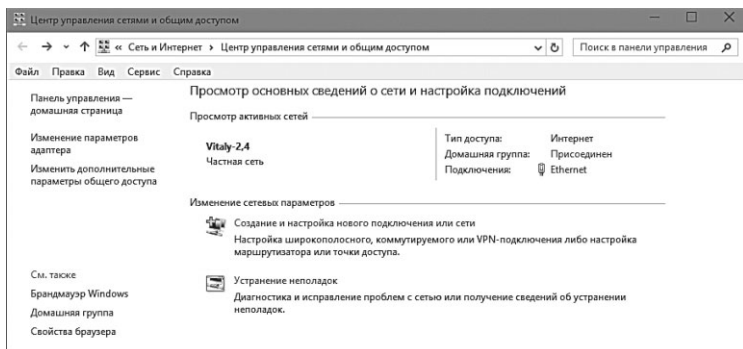 Центр управления сетями и общим доступом
« Сеть и Интернет › Центр управления сетями и общим доступом
Поиск в панели управления
Файл Правка Вид Сервис Справка
Панель управления —
домашняя страница
Изменение параметров
адаптера
Изменить дополнительные
параметры общего доступа
См. также
Брандмауэр Windows
Домашняя группа
Свойства браузера
Просмотр основных сведений о сети и настройка подключений
Просмотр активных сетей
Vitaly-2,4
Частная сеть
Тип доступа: Интернет
Домашняя группа: Присоединен
Подключения: Ethernet
Изменение сетевых параметров
Создание и настройка нового подключения или сети
Настройка широкополосного, коммутируемого или VPN-подключения либо настройка
маршрутизатора или точки доступа.
Устранение неполадок
Диагностика и исправление проблем с сетью или получение сведений об устранении
неполадок.